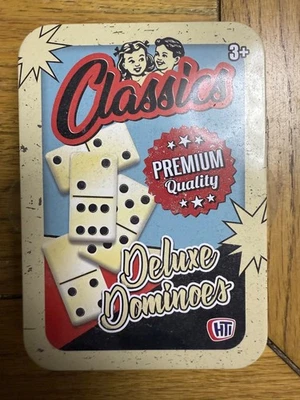 3+
Classics
PREMIUM
Quality
Deluxe
Dominoes
HTI